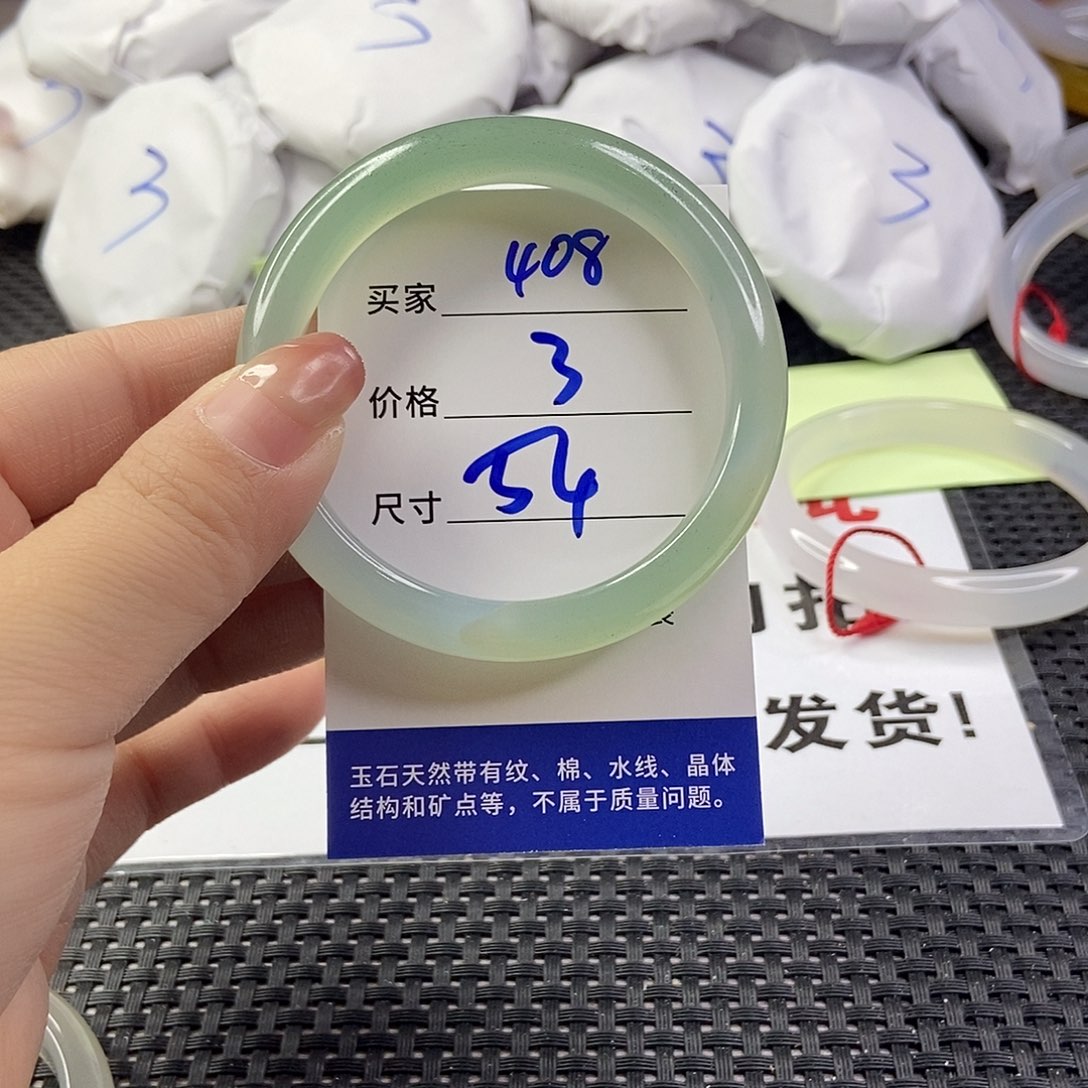 3
3
3
3
买家 408
价格 3
尺寸 54
发货!
玉石天然带有纹、棉、水线、晶体
结构和矿点等，不属于质量问题。